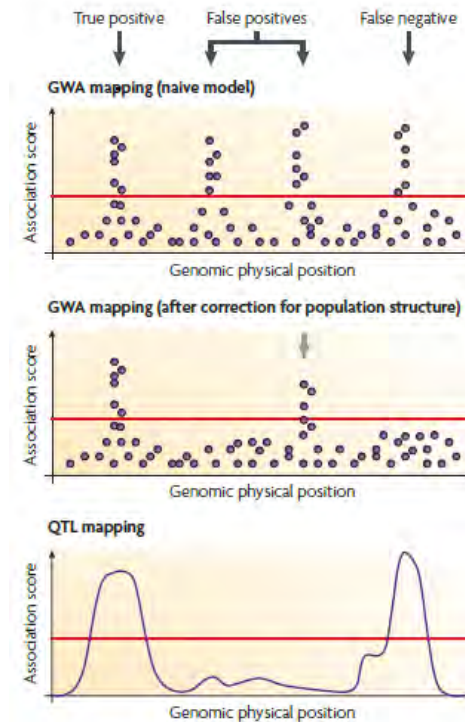 True positive False positives False negative
GWA mapping (naive model)
Association score
Genomic physical position
GWA mapping (after correction for population structure)
Association score
Genomic physical position
QTL mapping
Association score
Genomic physical position